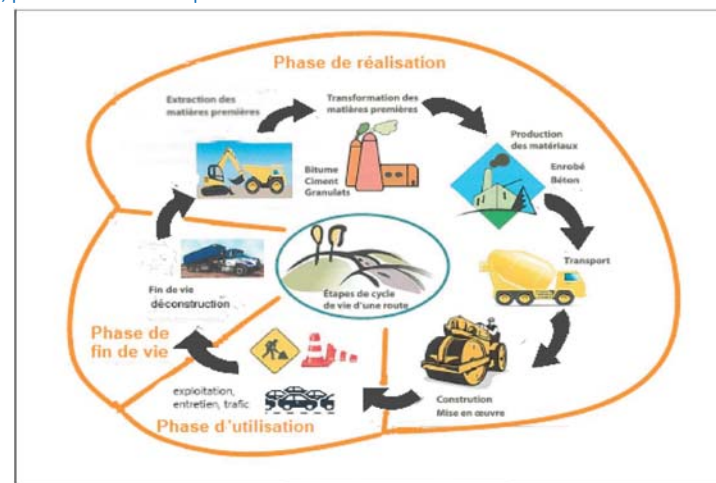 Phase de réalisation
Extraction des
matières premières
Transformation des
matières premières
Bitume
Ciment
Granulats
Production
des matériaux
Enrobé
Béton
Transport
Constrution
Mise en œuvre
Étapes de cycle
de vie d'une route
exploitation,
entretien, trafic
Phase d'utilisation
Fin de vie
déconstruction
Phase de
fin de vie